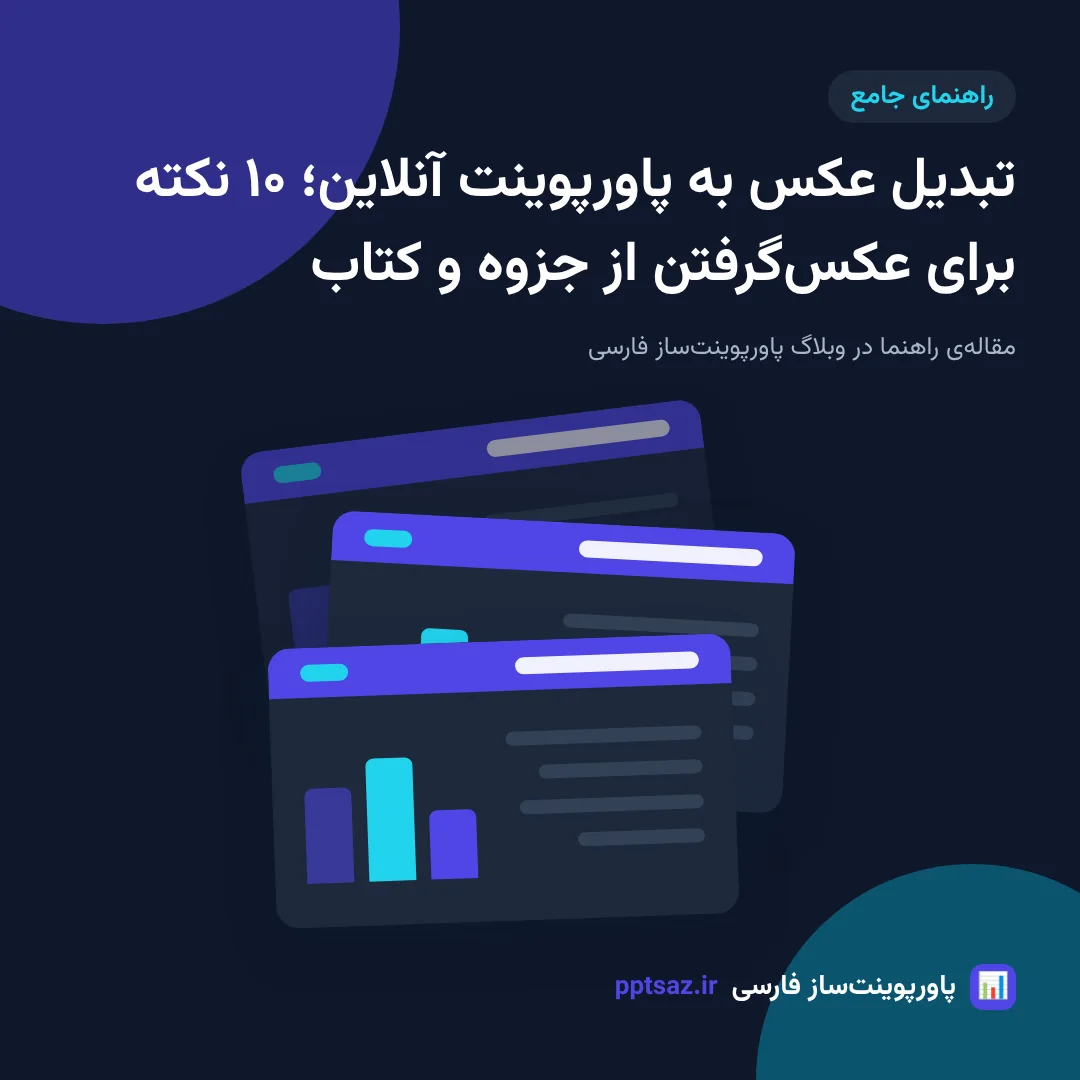 راهنمای جامع
تبدیل عکس به پاورپوینت آنلاین؛ ۱۰ نکته
برای عکس‌گرفتن از جزوه و کتاب
مقاله‌ی راهنما در وبلاگ پاورپوینت‌ساز فارسی
پاورپوینت‌ساز فارسی pptsaz.ir